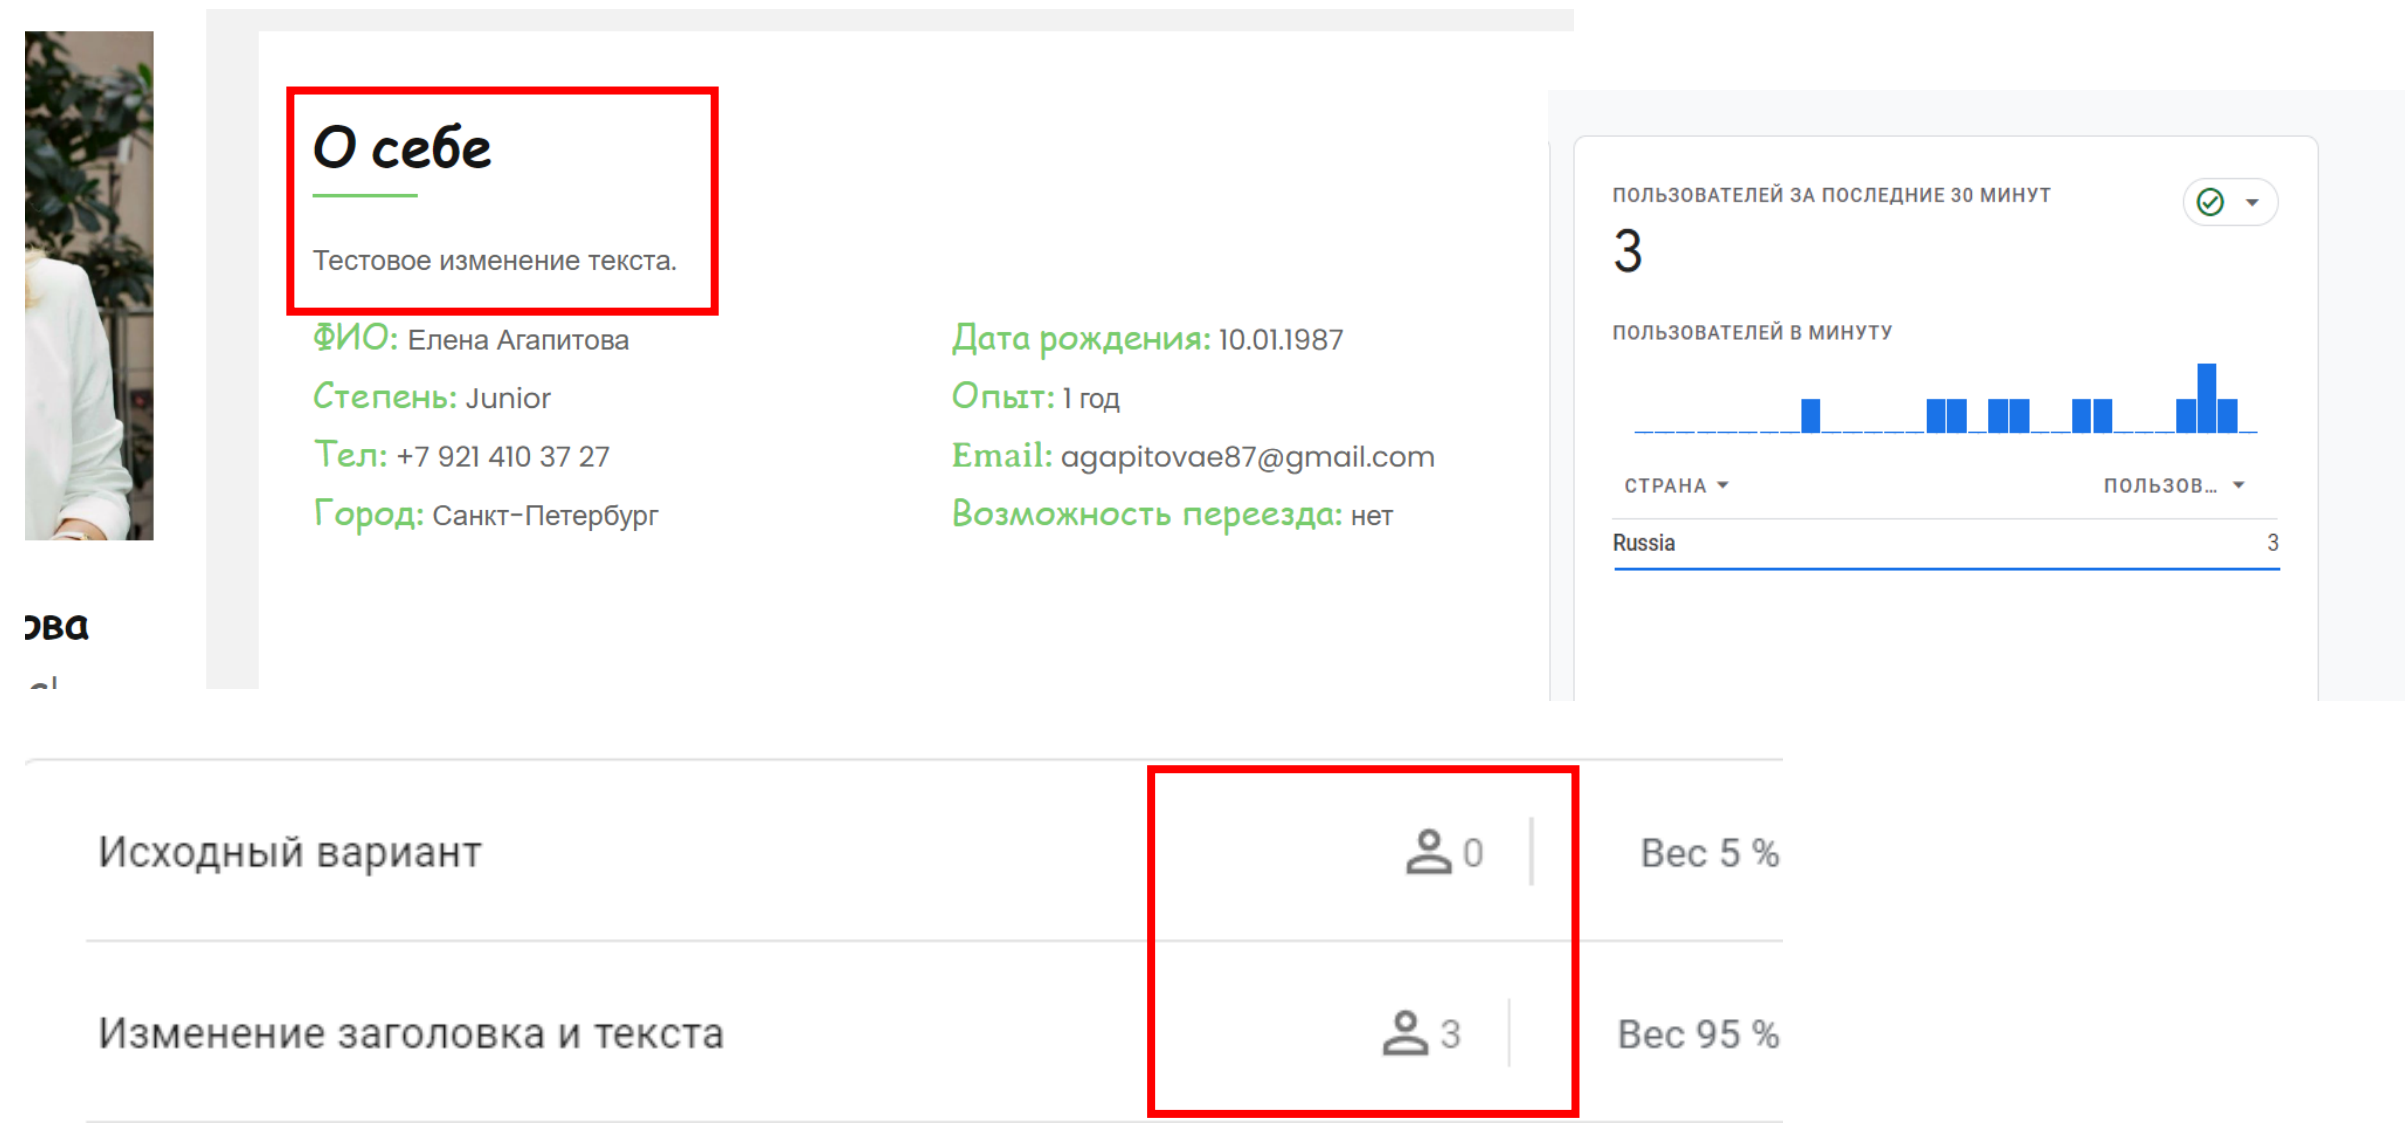 О себе
Тестовое изменение текста.
ФИО: Елена Агапитова
Дата рождения: 10.01.1987
Степень: Junior
Опыт: 1 год
Тел: +7 921 410 37 27
Email: agapitovae87@gmail.com
Город: Санкт-Петербург
Возможность переезда: нет
ова
ПОЛЬЗОВАТЕЛЕЙ ЗА ПОСЛЕДНИЕ 30 МИНУТ
3
ПОЛЬЗОВАТЕЛЕЙ В МИНУТУ
СТРАНА ПОЛЬЗОВ...
Russia 3
Исходный вариант 0 Вес 5 %
Изменение заголовка и текста 3 Вес 95 %